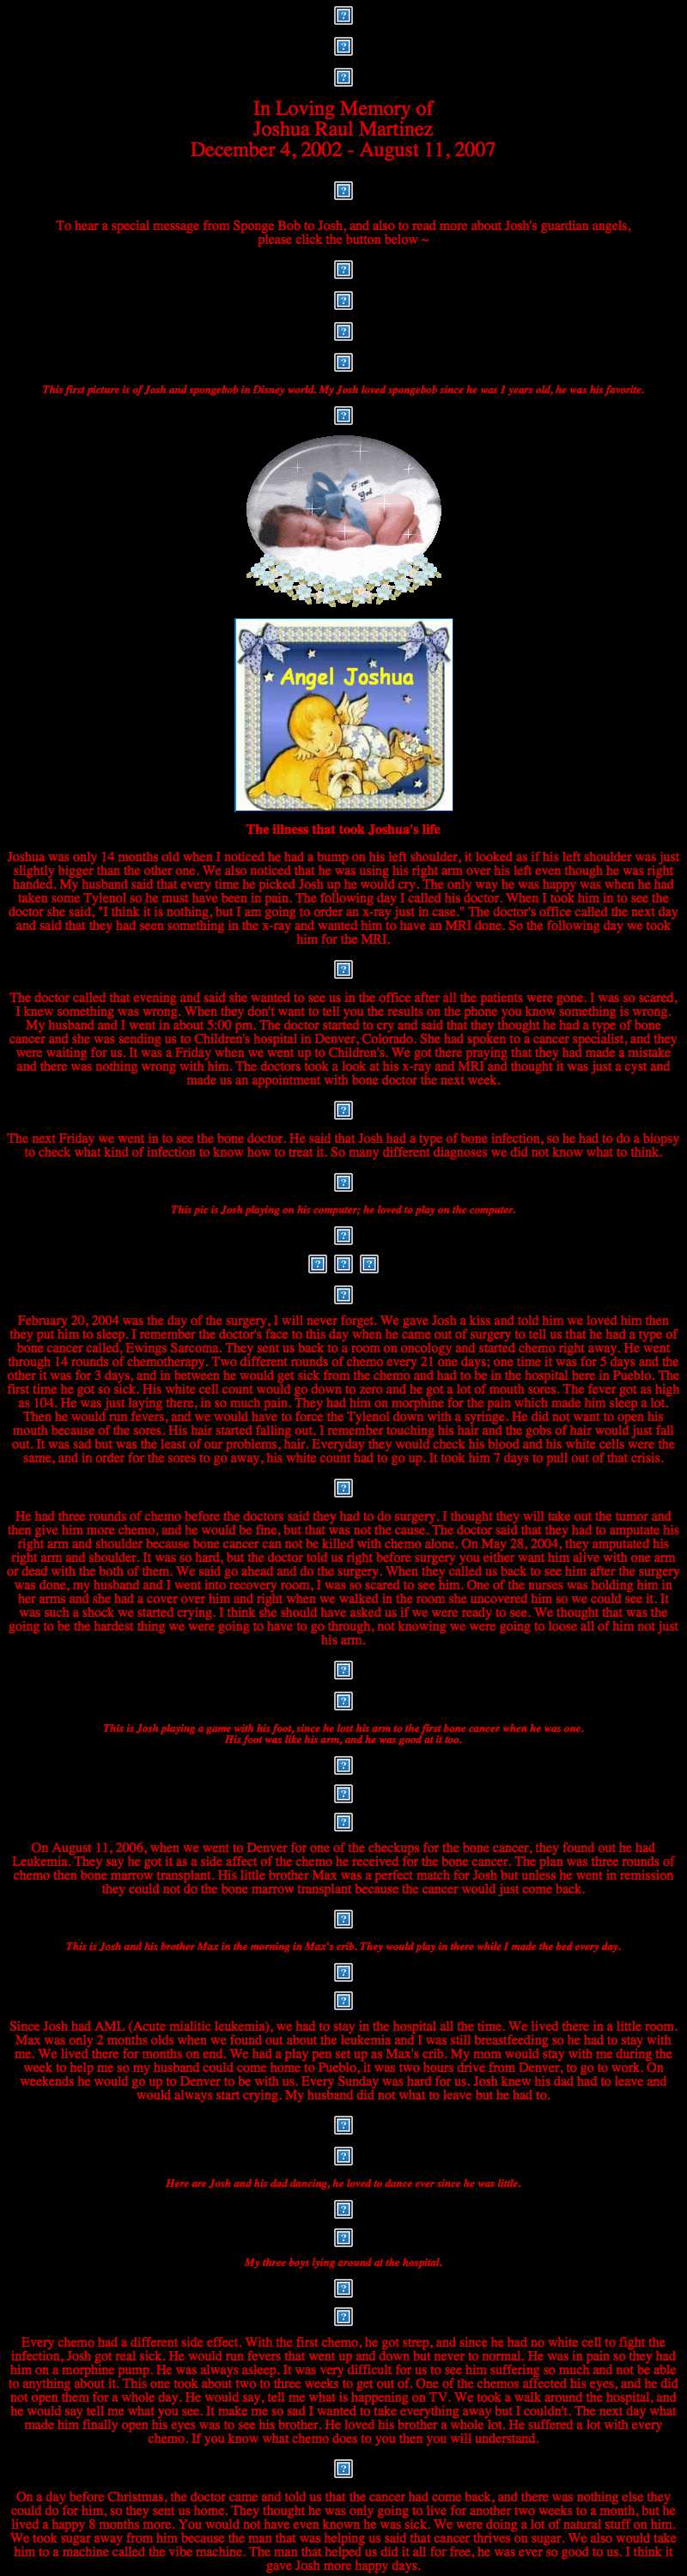 In Loving Memory of
Joshua Raul Martinez
December 4, 2002 - August 11, 2007
To hear a special message from Sponge Bob to Josh, and also to read more about Josh's guardian angels,
please click the button below ~
This first picture is of Josh and spongebob in Disney world. My Josh loved spongebob since he was 1 years old, he was his favorite.
From
God
Angel Joshua
The illness that took Joshua's life
Joshua was only 14 months old when I noticed he had a bump on his left shoulder, it looked as if his left shoulder was just
slightly bigger than the other one. We also noticed that he was using his right arm over his left even though he was right
handed. My husband said that every time he picked Josh up he would cry. The only way he was happy was when he had
taken some Tylenol so he must have been in pain. The following day I called his doctor. When I took him in to see the
doctor she said, "I think it is nothing, but I am going to order an x-ray just in case." The doctor's office called the next day
and said that they had seen something in the x-ray and wanted him to have an MRI done. So the following day we took
him for the MRI.
The doctor called that evening and said she wanted to see us in the office after all the patients were gone. I was so scared,
I knew something was wrong. When they don't want to tell you the results on the phone you know something is wrong.
My husband and I went in about 5:00 pm. The doctor started to cry and said that they thought he had a type of bone
cancer and she was sending us to Children's hospital in Denver, Colorado. She had spoken to a cancer specialist, and they
were waiting for us. It was a Friday when we went up to Children's. We got there praying that they had made a mistake
and there was nothing wrong with him. The doctors took a look at his x-ray and MRI and thought it was just a cyst and
made us an appointment with bone doctor the next week.
The next Friday we went in to see the bone doctor. He said that Josh had a type of bone infection, so he had to do a biopsy
to check what kind of infection to know how to treat it. So many different diagnoses we did not know what to think.
This pic is Josh playing on his computer; he loved to play on the computer.
February 20, 2004 was the day of the surgery, I will never forget. We gave Josh a kiss and told him we loved him then
they put him to sleep. I remember the doctor's face to this day when he came out of surgery to tell us that he had a type of
bone cancer called, Ewings Sarcoma. They sent us back to a room on oncology and started chemo right away. He went
through 14 rounds of chemotherapy. Two different rounds of chemo every 21 one days; one time it was for 5 days and the
other it was for 3 days, and in between he would get sick from the chemo and had to be in the hospital here in Pueblo. The
first time he got so sick. His white cell count would go down to zero and he got a lot of mouth sores. The fever got as high
as 104. He was just laying there, in so much pain. They had him on morphine for the pain which made him sleep a lot.
Then he would run fevers, and we would have to force the Tylenol down with a syringe. He did not want to open his
mouth because of the sores. His hair started falling out. I remember touching his hair and the gobs of hair would just fall
out. It was sad but was the least of our problems, hair. Everyday they would check his blood and his white cells were the
same, and in order for the sores to go away, his white count had to go up. It took him 7 days to pull out of that crisis.
He had three rounds of chemo before the doctors said they had to do surgery. I thought they will take out the tumor and
then give him more chemo, and he would be fine, but that was not the cause. The doctor said that they had to amputate his
right arm and shoulder because bone cancer can not be killed with chemo alone. On May 28, 2004, they amputated his
right arm and shoulder. It was so hard, but the doctor told us right before surgery you either want him alive with one arm
or dead with the both of them. We said go ahead and do the surgery. When they called us back to see him after the surgery
was done, my husband and I went into recovery room, I was so scared to see him. One of the nurses was holding him in
her arms and she had a cover over him and right when we walked in the room she uncovered him so we could see it. It
was such a shock we started crying. I think she should have asked us if we were ready to see. We thought that was the
going to be the hardest thing we were going to have to go through, not knowing we were going to loose all of him not just
his arm.
This is Josh playing a game with his foot, since he lost his arm to the first bone cancer when he was one.
His foot was like his arm, and he was good at it too.
On August 11, 2006, when we went to Denver for one of the checkups for the bone cancer, they found out he had
Leukemia. They say he got it as a side affect of the chemo he received for the bone cancer. The plan was three rounds of
chemo then bone marrow transplant. His little brother Max was a perfect match for Josh but unless he went in remission
they could not do the bone marrow transplant because the cancer would just come back.
This is Josh and his brother Max in the morning in Max's crib. They would play in there while I made the bed every day.
Since Josh had AML (Acute mialitic leukemia), we had to stay in the hospital all the time. We lived there in a little room.
Max was only 2 months olds when we found out about the leukemia and I was still breastfeeding so he had to stay with
me. We lived there for months on end. We had a play pen set up as Max's crib. My mom would stay with me during the
week to help me so my husband could come home to Pueblo, it was two hours drive from Denver, to go to work. On
weekends he would go up to Denver to be with us. Every Sunday was hard for us. Josh knew his dad had to leave and
would always start crying. My husband did not what to leave but he had to.
Here are Josh and his dad dancing, he loved to dance ever since he was little.
My three boys lying around at the hospital.
Every chemo had a different side effect. With the first chemo, he got strep, and since he had no white cell to fight the
infection, Josh got real sick. He would run fevers that went up and down but never to normal. He was in pain so they had
him on a morphine pump. He was always asleep. It was very difficult for us to see him suffering so much and not be able
to anything about it. This one took about two to three weeks to get out of. One of the chemos affected his eyes, and he did
not open them for a whole day. He would say, tell me what is happening on TV. We took a walk around the hospital, and
he would say tell me what you see. It make me so sad I wanted to take everything away but I couldn't. The next day what
made him finally open his eyes was to see his brother. He loved his brother a whole lot. He suffered a lot with every
chemo. If you know what chemo does to you then you will understand.
On a day before Christmas, the doctor came and told us that the cancer had come back, and there was nothing else they
could do for him, so they sent us home. They thought he was only going to live for another two weeks to a month, but he
lived a happy 8 months more. You would not have even known he was sick. We were doing a lot of natural stuff on him.
We took sugar away from him because the man that was helping us said that cancer thrives on sugar. We also would take
him to a machine called the vibe machine. The man that helped us did it all for free, he was ever so good to us. I think it
gave Josh more happy days.